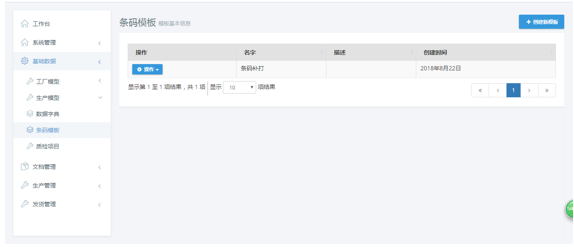 工作台
系统管理
基础数据
工厂模型
生产模型
数据字典
条码模板
质检项目
文档管理
生产管理
发货管理
条码模板 模板基本信息
+ 创建新模板
操作 名字 描述 创建时间
操作 条码补打 2018年8月22日
显示第 1 至 1 项结果，共 1 项 显示 10 项结果
« ‹ 1 › »